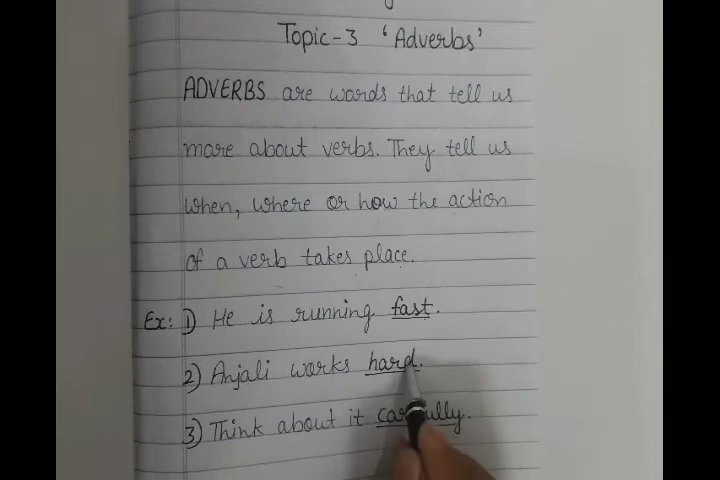 Topic-3 'Adverbs'
ADVERBS are words that tell us
more about verbs. They tell us
when, where or how the action
of a verb takes place.
Ex: 1) He is running fast.
2) Anjali works hard.
3) Think about it carefully.